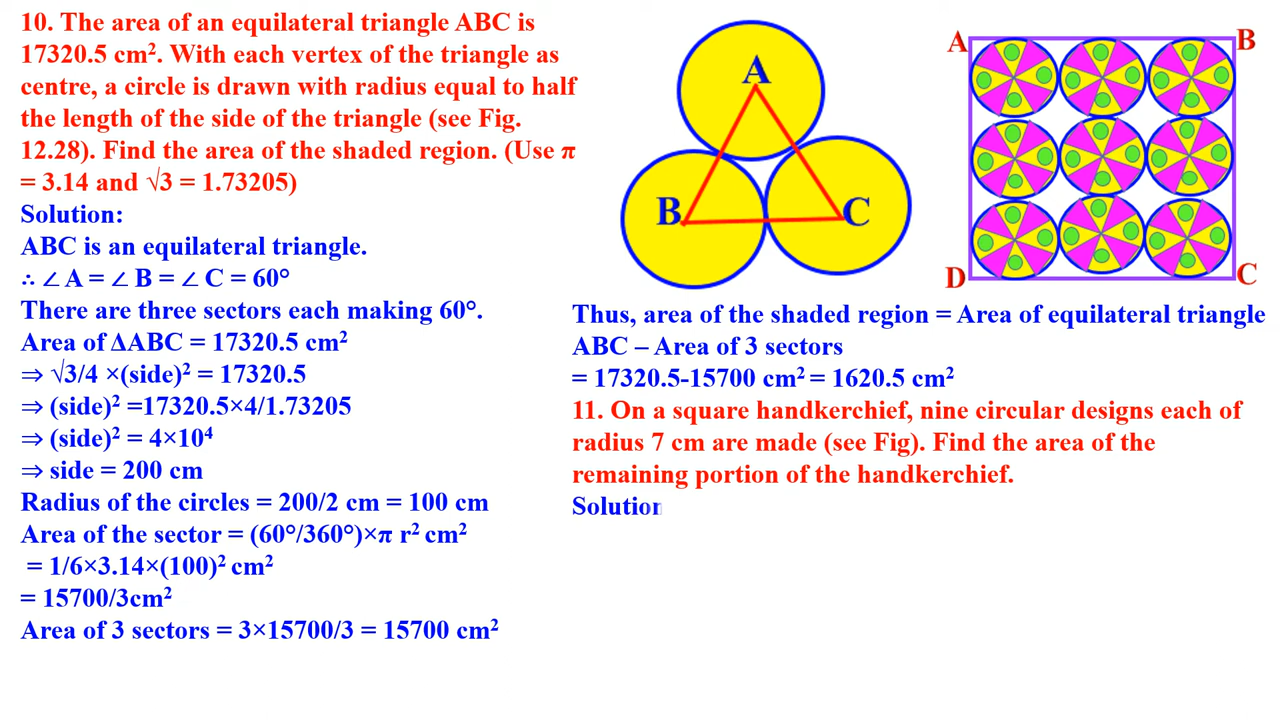 10. The area of an equilateral triangle ABC is
17320.5 cm². With each vertex of the triangle as
centre, a circle is drawn with radius equal to half
the length of the side of the triangle (see Fig.
12.28). Find the area of the shaded region. (Use π
= 3.14 and √3 = 1.73205)
Solution:
ABC is an equilateral triangle.
∴ ∠ A = ∠ B = ∠ C = 60°
There are three sectors each making 60°.
Area of ΔABC = 17320.5 cm²
⇒ √3/4 ×(side)² = 17320.5
⇒ (side)² =17320.5×4/1.73205
⇒ (side)² = 4×10⁴
⇒ side = 200 cm
Radius of the circles = 200/2 cm = 100 cm
Area of the sector = (60°/360°)×π r² cm²
= 1/6×3.14×(100)² cm²
= 15700/3cm²
Area of 3 sectors = 3×15700/3 = 15700 cm²
A
B
C
A
B
D
C
Thus, area of the shaded region = Area of equilateral triangle
ABC – Area of 3 sectors
= 17320.5-15700 cm² = 1620.5 cm²
11. On a square handkerchief, nine circular designs each of
radius 7 cm are made (see Fig). Find the area of the
remaining portion of the handkerchief.
Solution